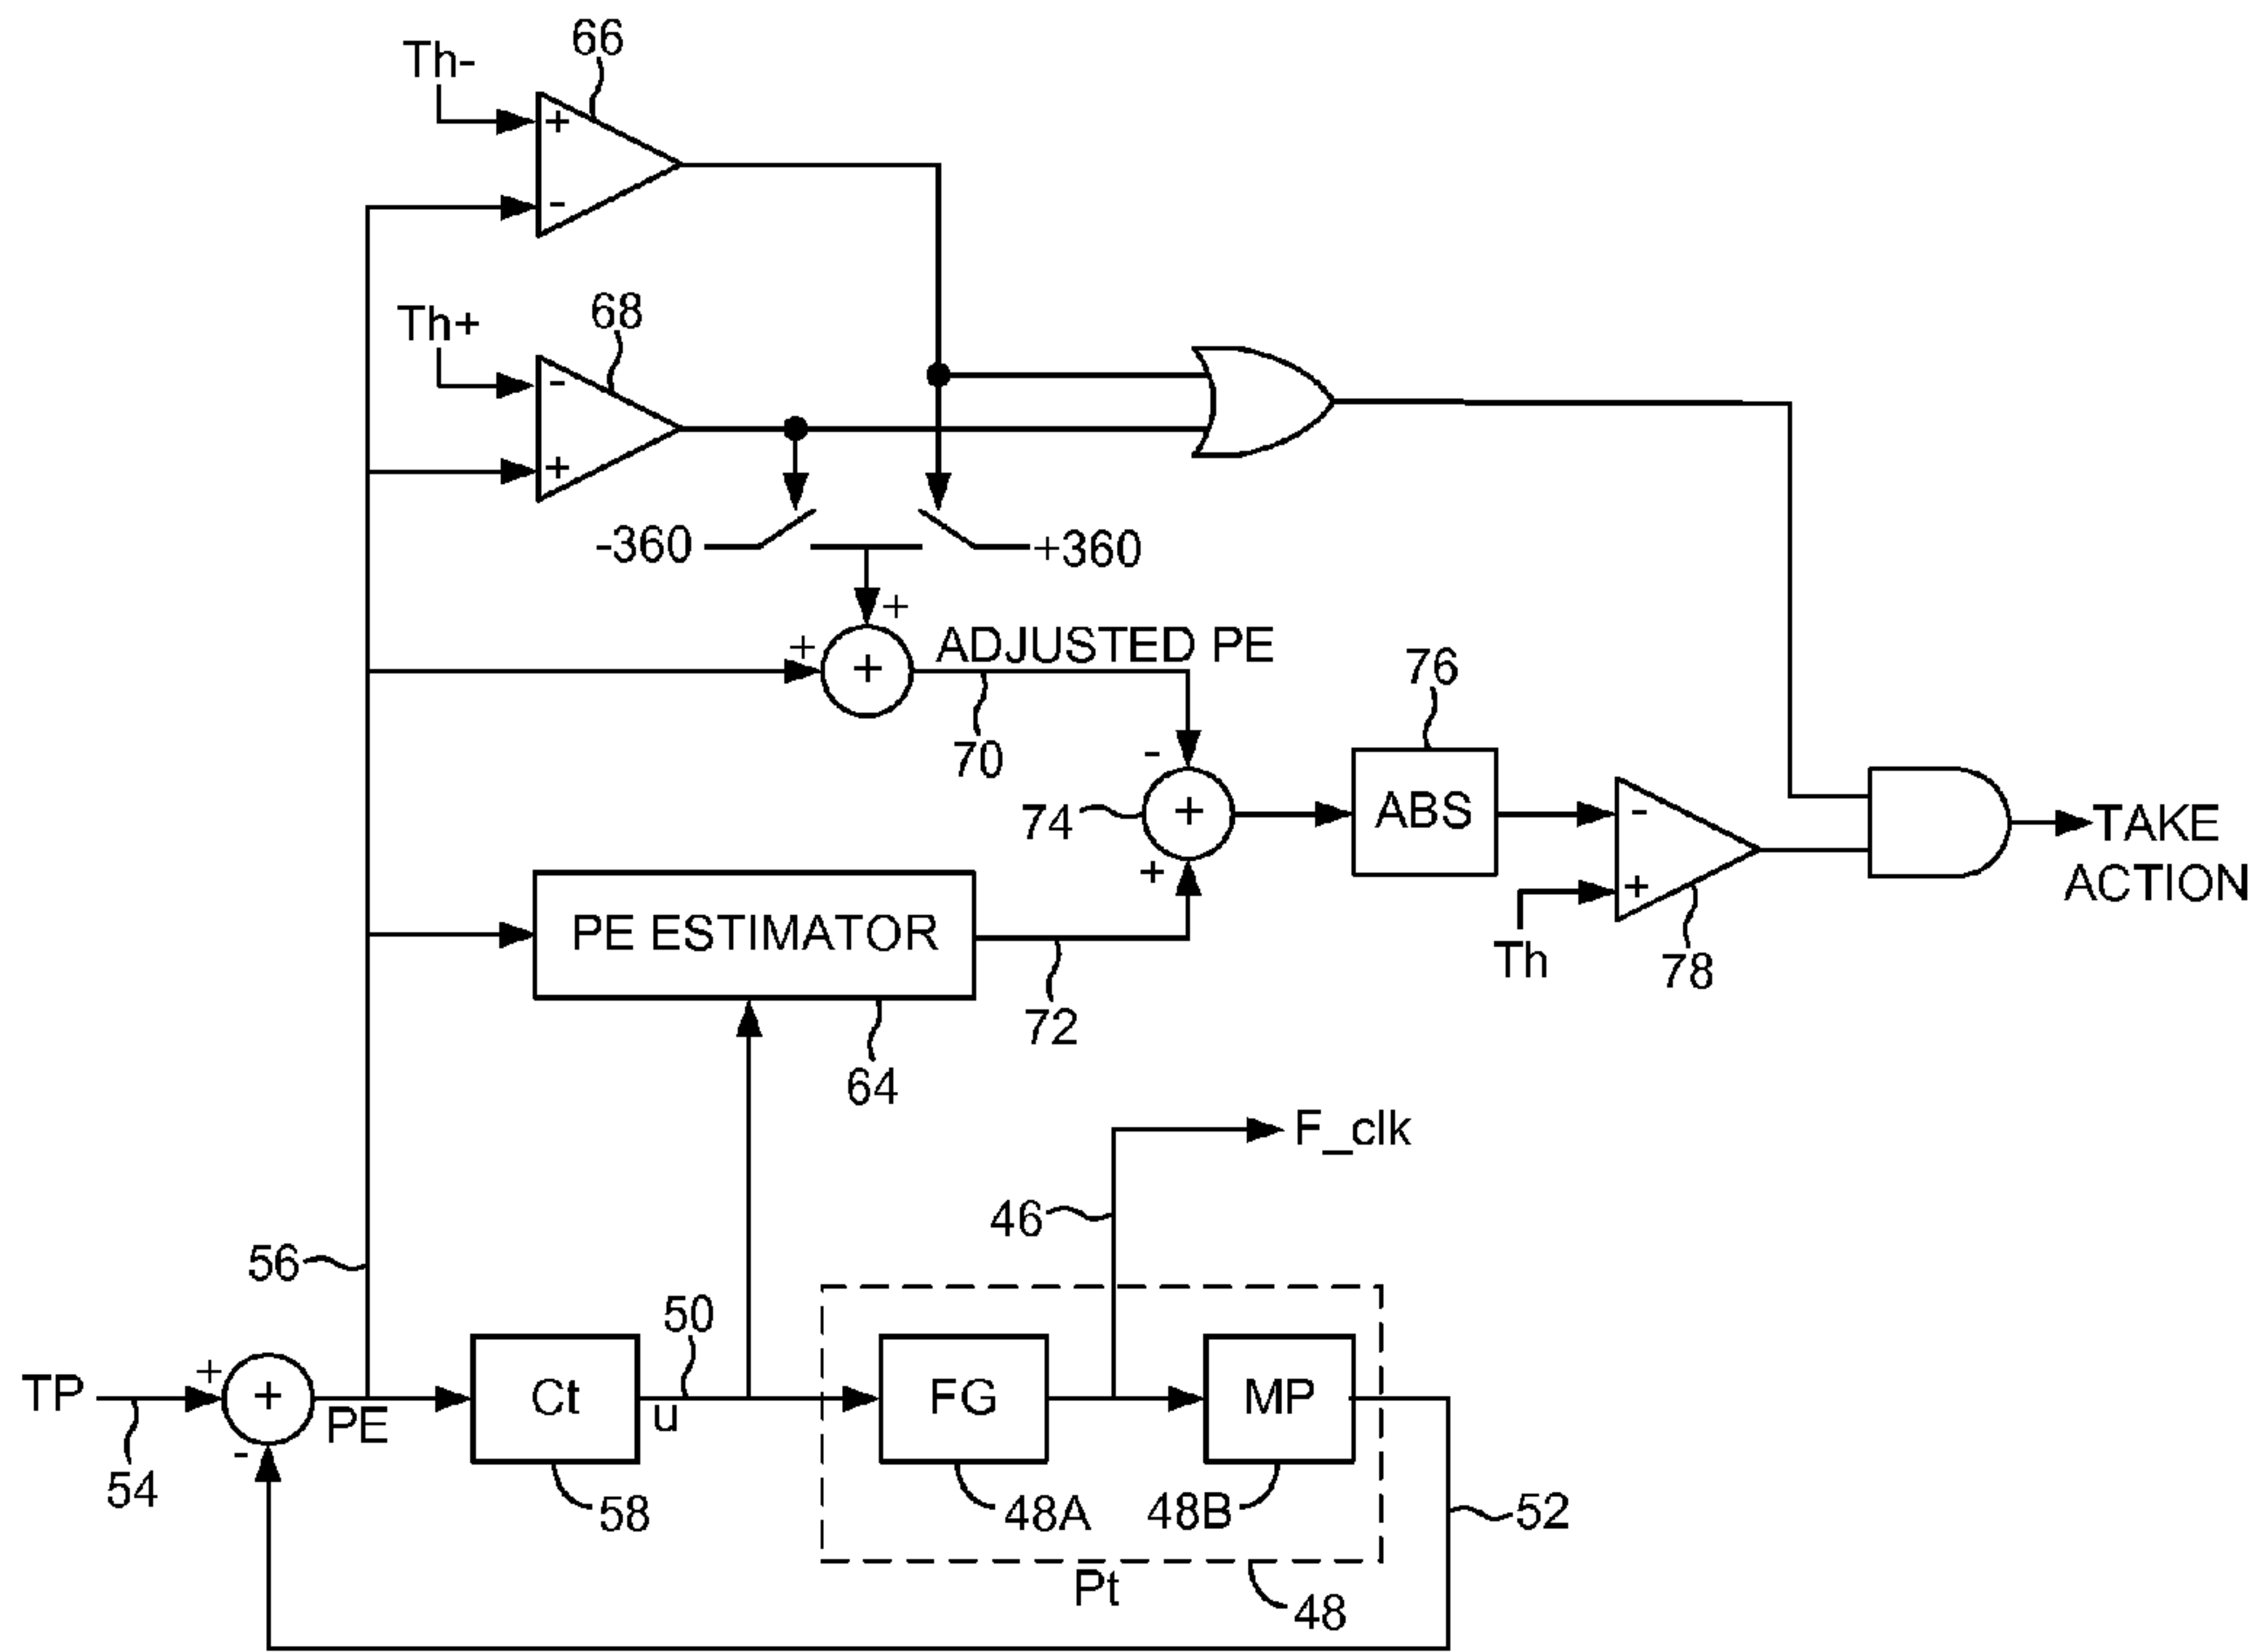 66
Th-
+
-
68
Th+
-
+
-360
+360
+
+
+
ADJUSTED PE
70
76
-
74
+
ABS
-
+
Th
78
TAKE
ACTION
+
PE ESTIMATOR
72
64
F_clk
46
56
50
TP
+
+
-
PE
54
Ct
u
58
FG
MP
48A
48B
52
Pt
48